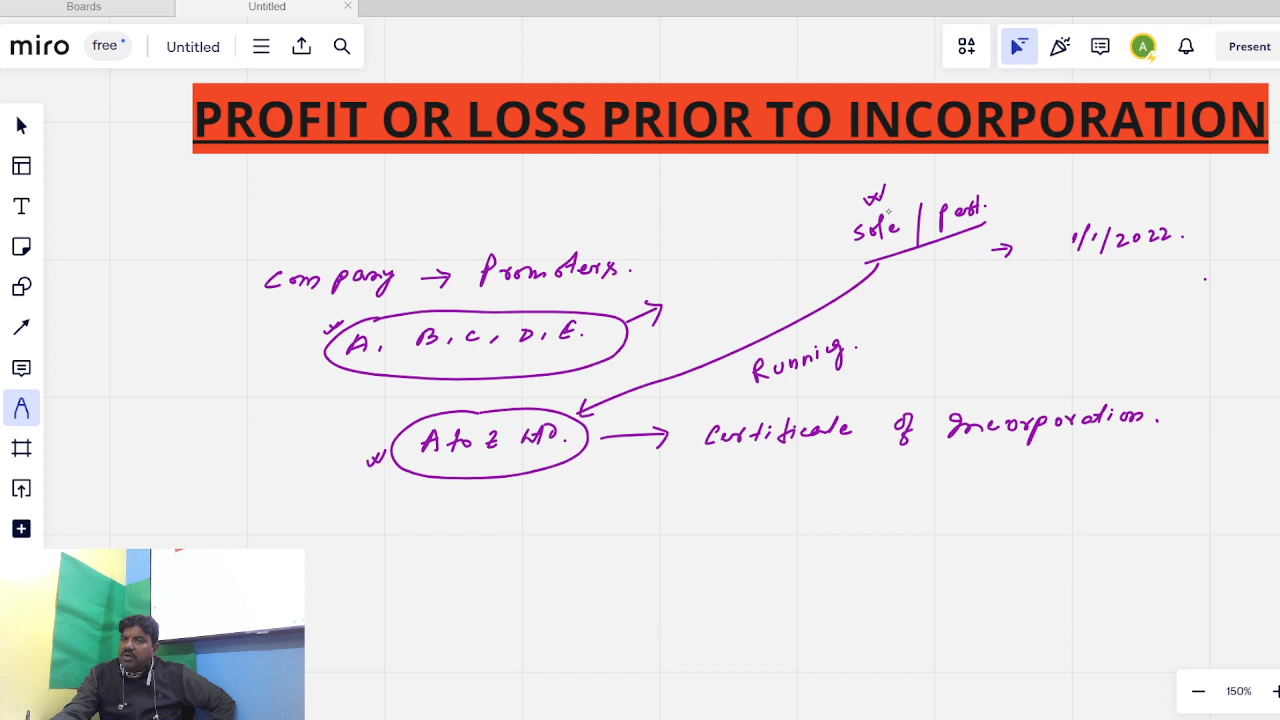 Boards
Untitled
miro free Untitled
Present
PROFIT OR LOSS PRIOR TO INCORPORATION
Sole | Part. → 1/1/2022.
Company → Promoters.
A, B, C, D, E.
Running.
A to Z LTD. → Certificate of Incorporation.
150%